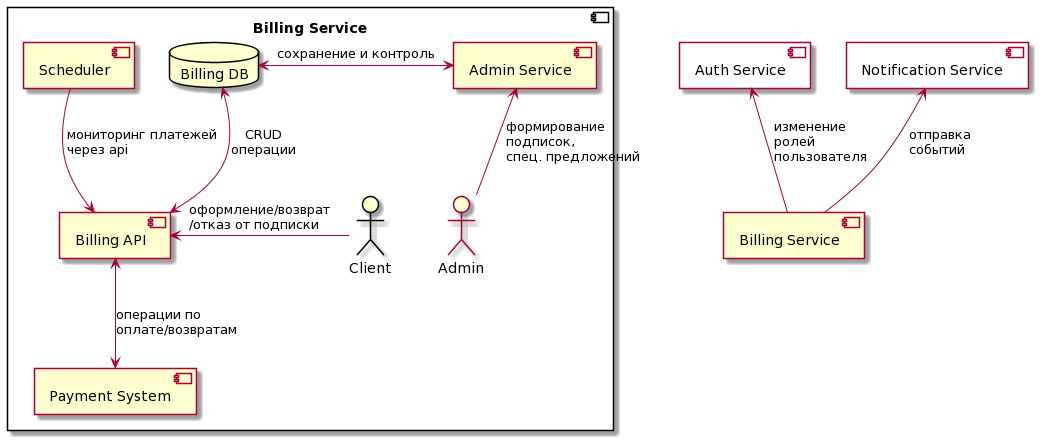 Billing Service
Scheduler
Billing DB
сохранение и контроль
Admin Service
Auth Service
Notification Service
мониторинг платежей
через api
CRUD
операции
формирование
подписок,
спец. предложений
изменение
ролей
пользователя
отправка
событий
Billing API
оформление/возврат
/отказ от подписки
Client
Admin
Billing Service
операции по
оплате/возвратам
Payment System